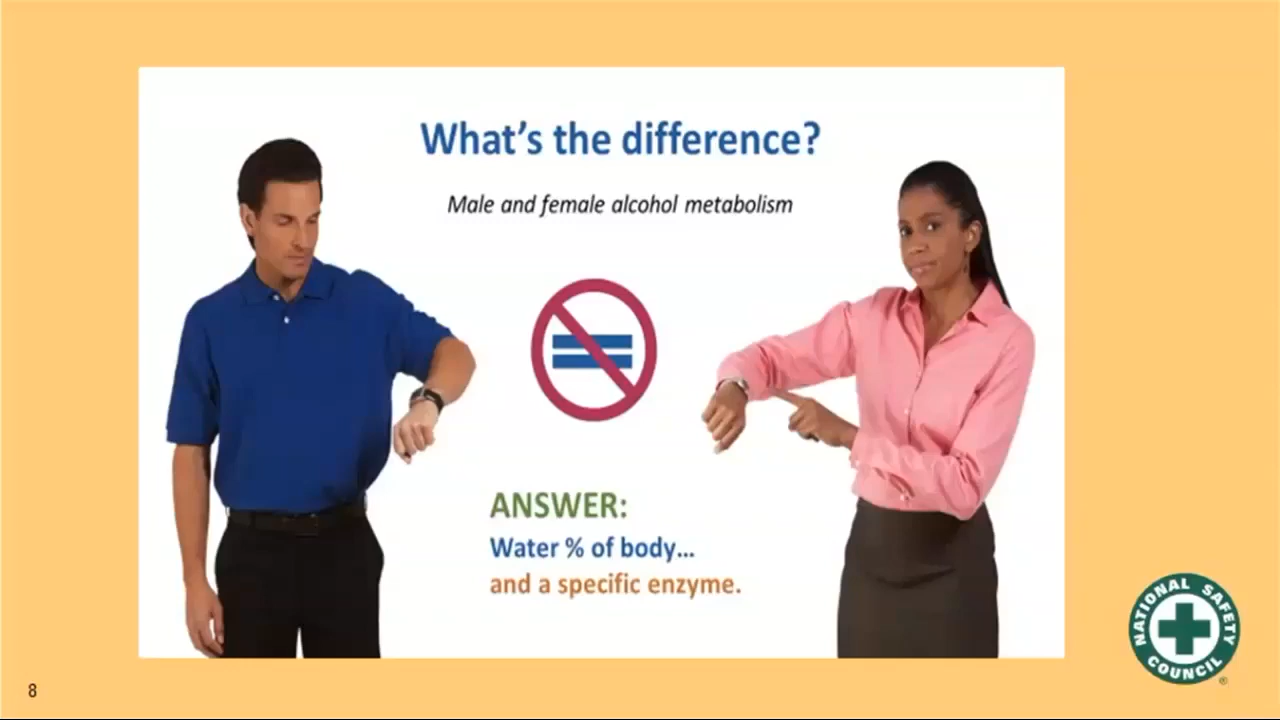 What's the difference?
Male and female alcohol metabolism
ANSWER:
Water % of body...
and a specific enzyme.
NATIONAL SAFETY COUNCIL
®
8